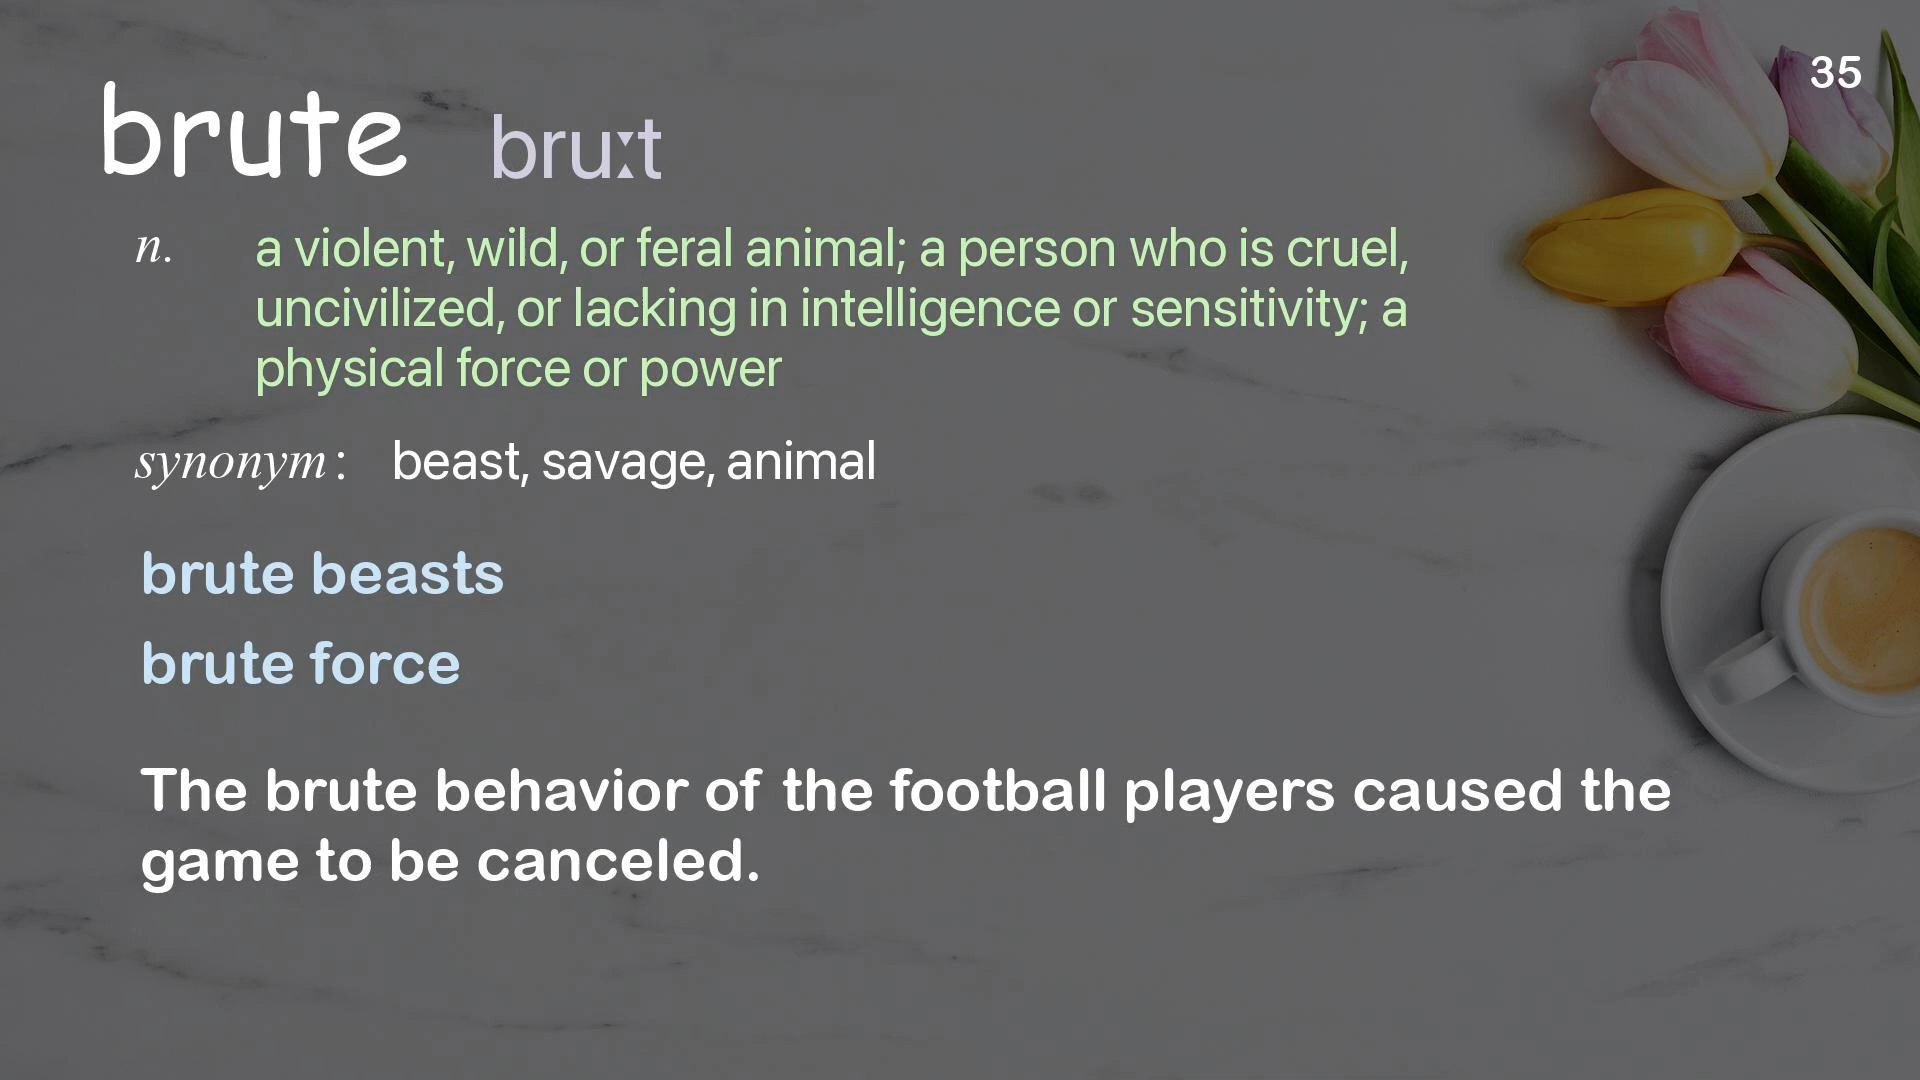 35
brute bruːt
n. a violent, wild, or feral animal; a person who is cruel,
uncivilized, or lacking in intelligence or sensitivity; a
physical force or power
synonym: beast, savage, animal
brute beasts
brute force
The brute behavior of the football players caused the
game to be canceled.